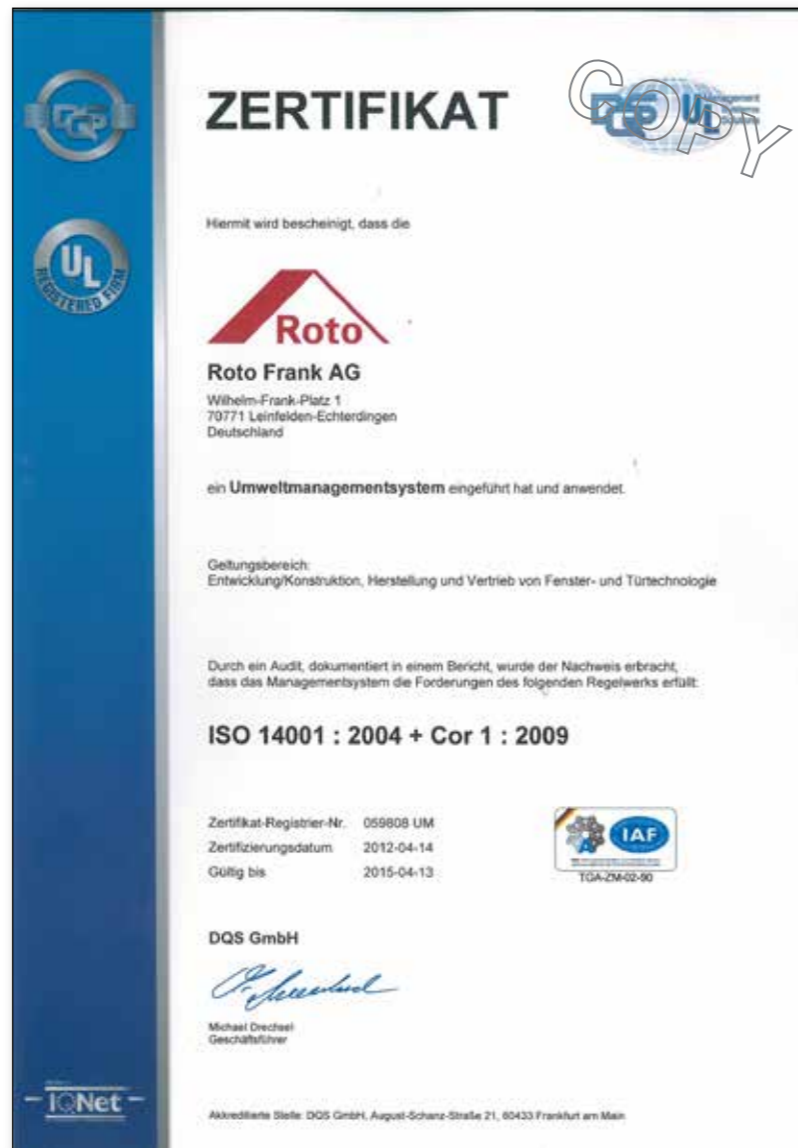 ZERTIFIKAT
DQS UL Management Systems
COPY
DQS
UL
REGISTERED FIRM
Hiermit wird bescheinigt, dass die
Roto
Roto Frank AG
Wilhelm-Frank-Platz 1
70771 Leinfelden-Echterdingen
Deutschland
ein Umweltmanagementsystem eingeführt hat und anwendet.
Geltungsbereich:
Entwicklung/Konstruktion, Herstellung und Vertrieb von Fenster- und Türtechnologie
Durch ein Audit, dokumentiert in einem Bericht, wurde der Nachweis erbracht,
dass das Managementsystem die Forderungen des folgenden Regelwerks erfüllt:
ISO 14001 : 2004 + Cor 1 : 2009
Zertifikat-Registrier-Nr. 059808 UM
Zertifizierungsdatum 2012-04-14
Gültig bis 2015-04-13
IAF
TGA-ZM-02-90
DQS GmbH
Michael Drechsel
Geschäftsführer
IQNet
Akkreditierte Stelle: DQS GmbH, August-Schanz-Straße 21, 60433 Frankfurt am Main